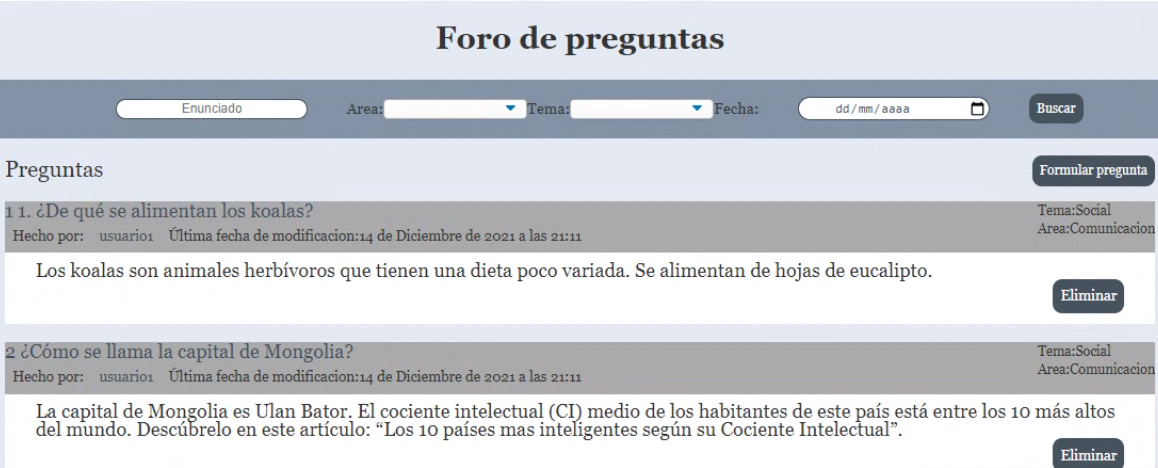 Foro de preguntas
Enunciado Area: Tema: Fecha: dd/mm/aaaa Buscar
Preguntas Formular pregunta
1 1. ¿De qué se alimentan los koalas? Tema:Social
Hecho por: usuario1 Última fecha de modificacion:14 de Diciembre de 2021 a las 21:11 Area:Comunicacion
Los koalas son animales herbívoros que tienen una dieta poco variada. Se alimentan de hojas de eucalipto.
Eliminar
2 ¿Cómo se llama la capital de Mongolia? Tema:Social
Hecho por: usuario1 Última fecha de modificacion:14 de Diciembre de 2021 a las 21:11 Area:Comunicacion
La capital de Mongolia es Ulan Bator. El cociente intelectual (CI) medio de los habitantes de este país está entre los 10 más altos
del mundo. Descúbrelo en este artículo: “Los 10 países mas inteligentes según su Cociente Intelectual”.
Eliminar